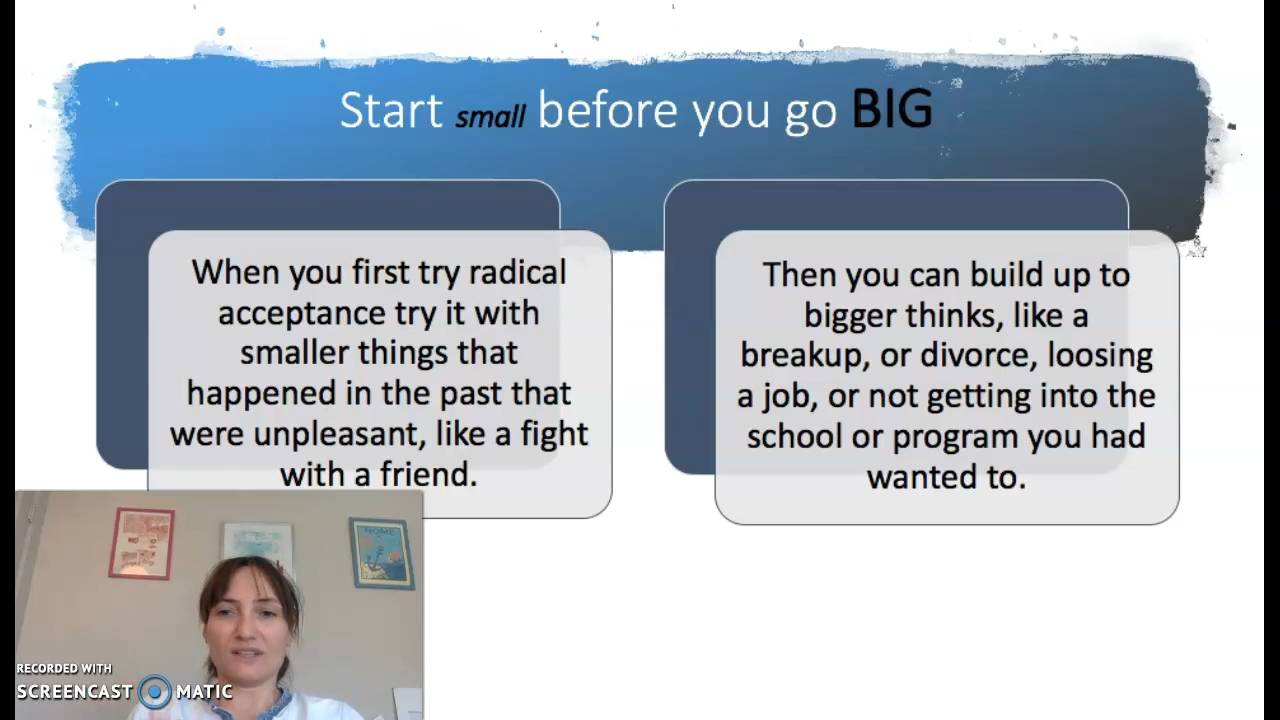 Start small before you go BIG
When you first try radical
acceptance try it with
smaller things that
happened in the past that
were unpleasant, like a fight
with a friend.
Then you can build up to
bigger thinks, like a
breakup, or divorce, loosing
a job, or not getting into the
school or program you had
wanted to.
RECORDED WITH
SCREENCAST MATIC